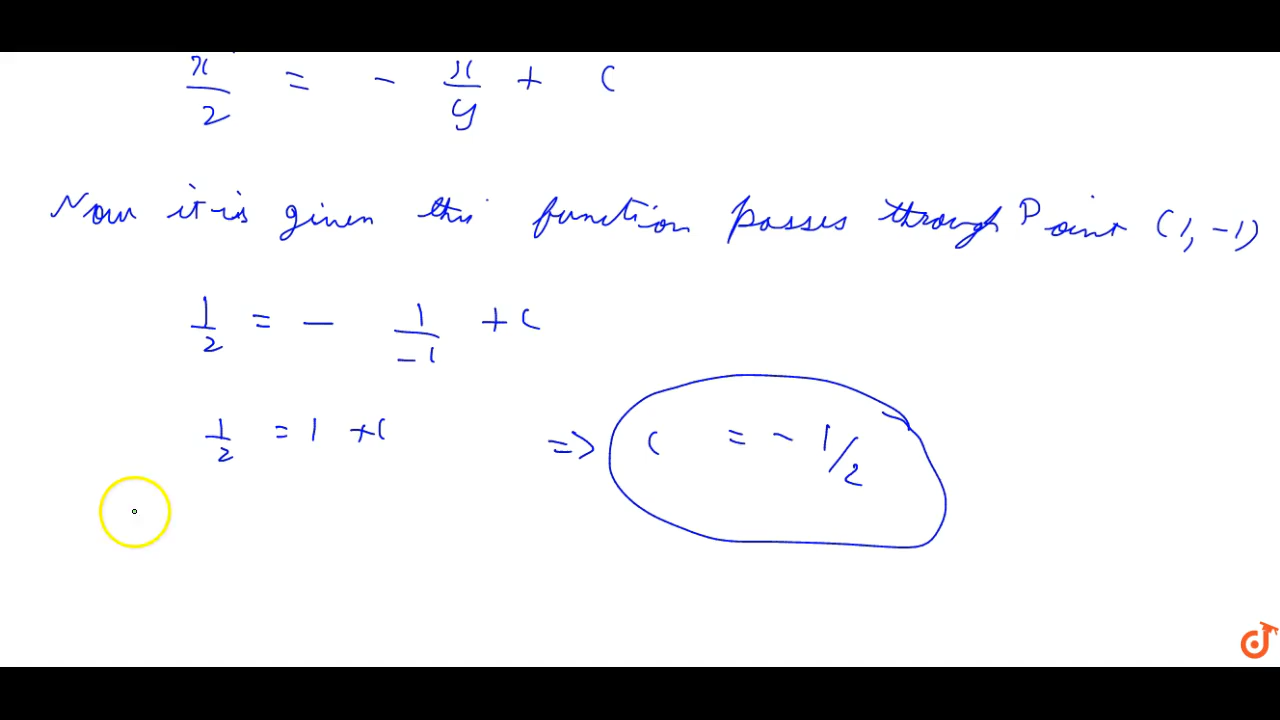 x/2 = - x/y + C
Now it is given this function passes through Point (1, -1)
1/2 = - 1/-1 + C
1/2 = 1 + C => C = - 1/2